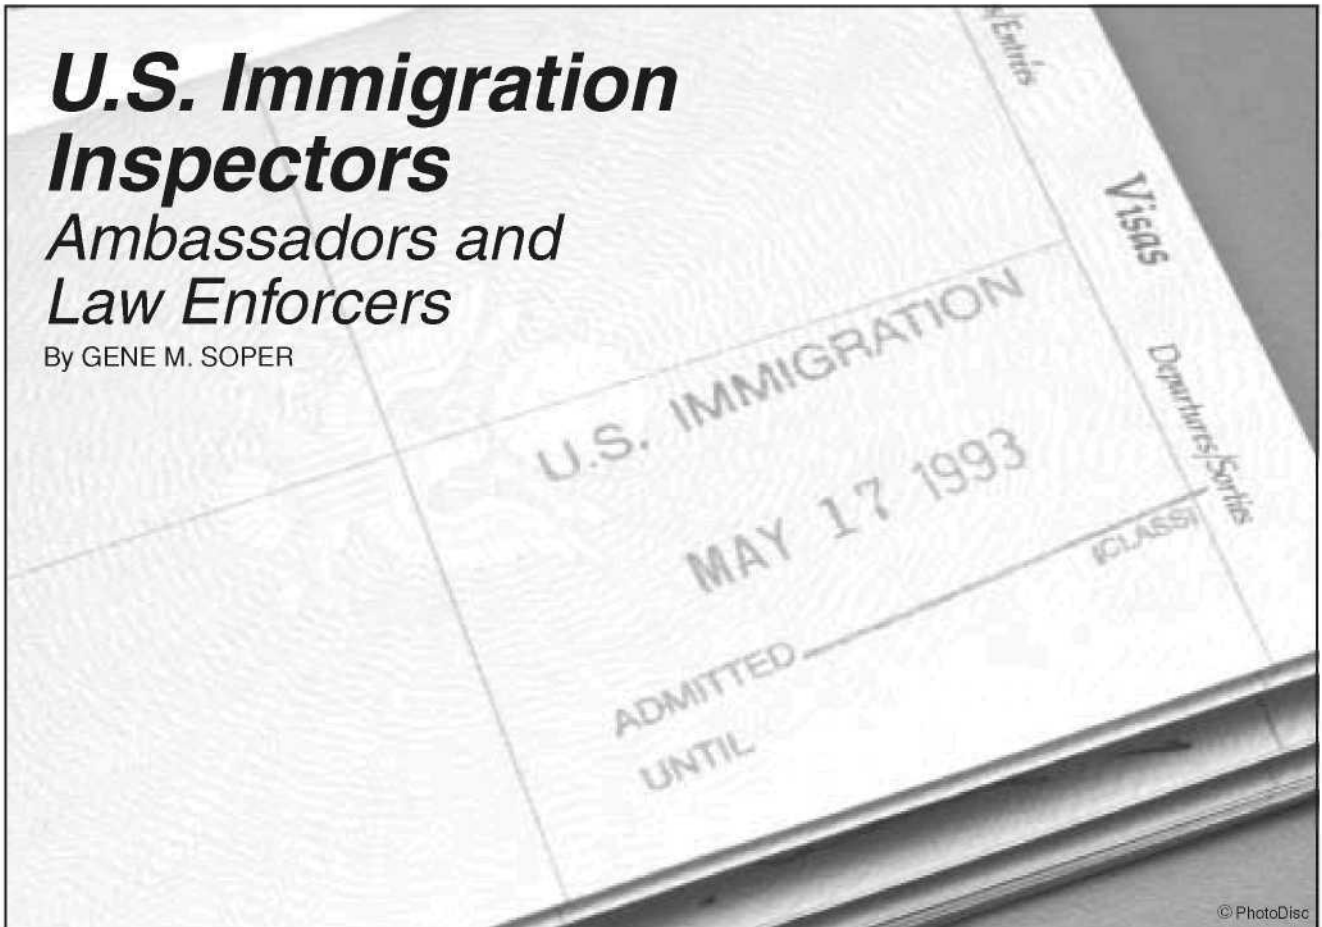 U.S. Immigration
Inspectors
Ambassadors and
Law Enforcers
By GENE M. SOPER
/Entries
Visas
Departures/Sorties
U.S. IMMIGRATION
MAY 17 1993
(CLASS)
ADMITTED
UNTIL
© PhotoDisc